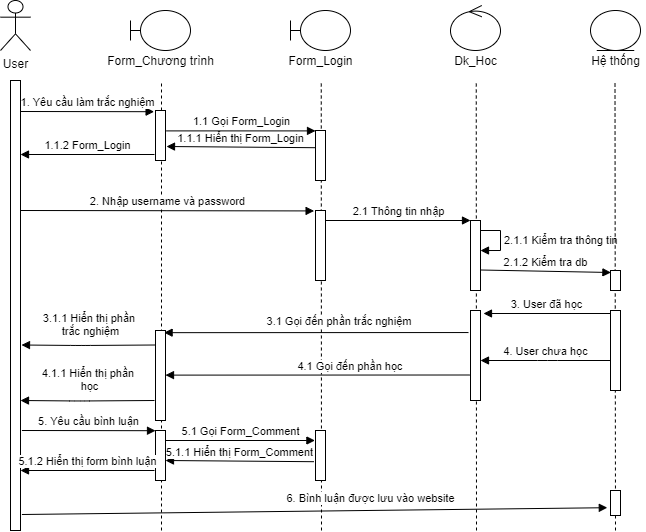 User
Form_Chương trình
Form_Login
Dk_Hoc
Hệ thống
1. Yêu cầu làm trắc nghiệm
1.1 Gọi Form_Login
1.1.1 Hiển thị Form_Login
1.1.2 Form_Login
2. Nhập username và password
2.1 Thông tin nhập
2.1.1 Kiểm tra thông tin
2.1.2 Kiểm tra db
3. User đã học
3.1 Gọi đến phần trắc nghiệm
3.1.1 Hiển thị phần
trắc nghiệm
4. User chưa học
4.1 Gọi đến phần học
4.1.1 Hiển thị phần
học
5. Yêu cầu bình luận
5.1 Gọi Form_Comment
5.1.1 Hiển thị Form_Comment
5.1.2 Hiển thị form bình luận
6. Bình luận được lưu vào website